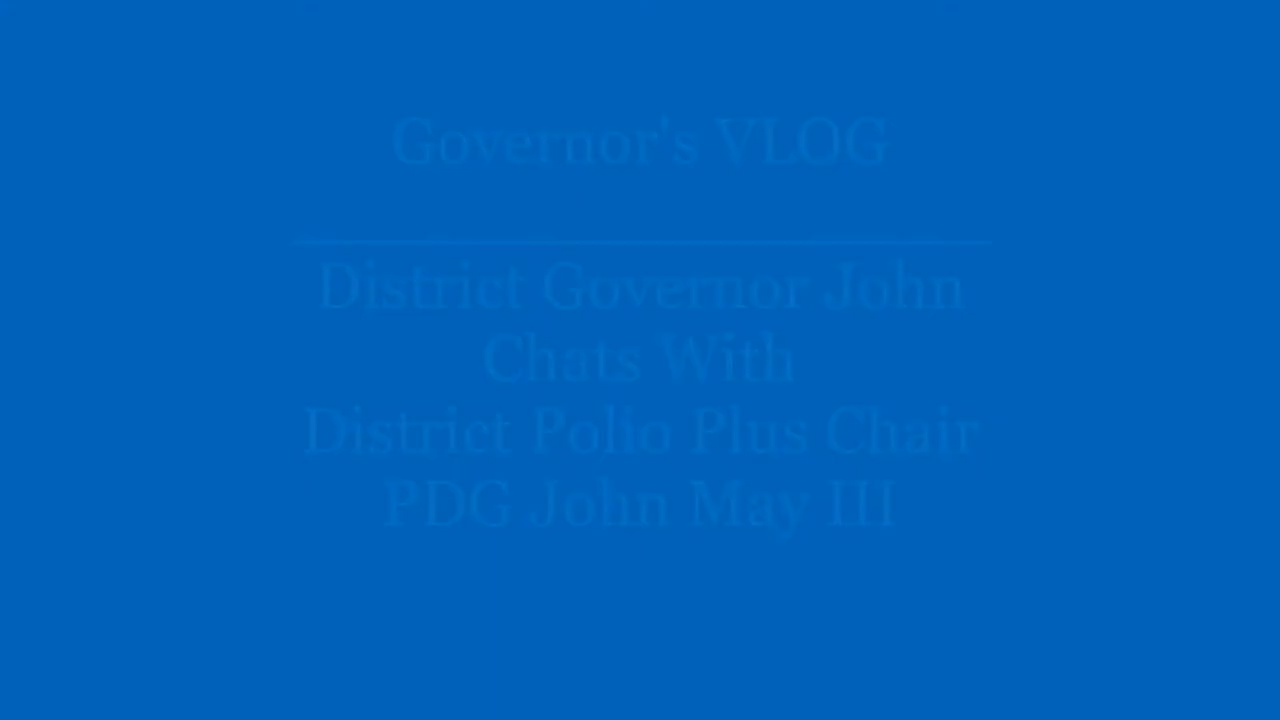 Governor's VLOG
District Governor John
Chats With
District Polio Plus Chair
PDG John May III